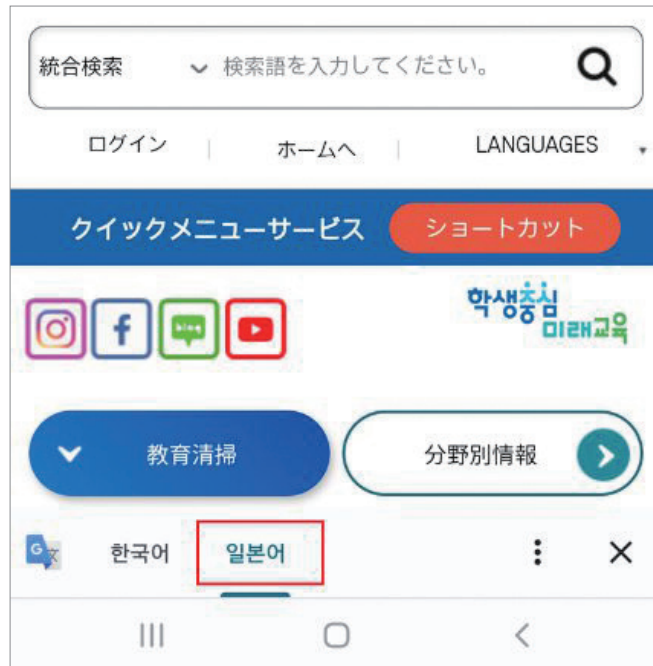 統合検索 検索語を入力してください。
ログイン ホームへ LANGUAGES
クイックメニューサービス ショートカット
학생중심
미래교육
blog
教育清掃 分野別情報
한국어 일본어